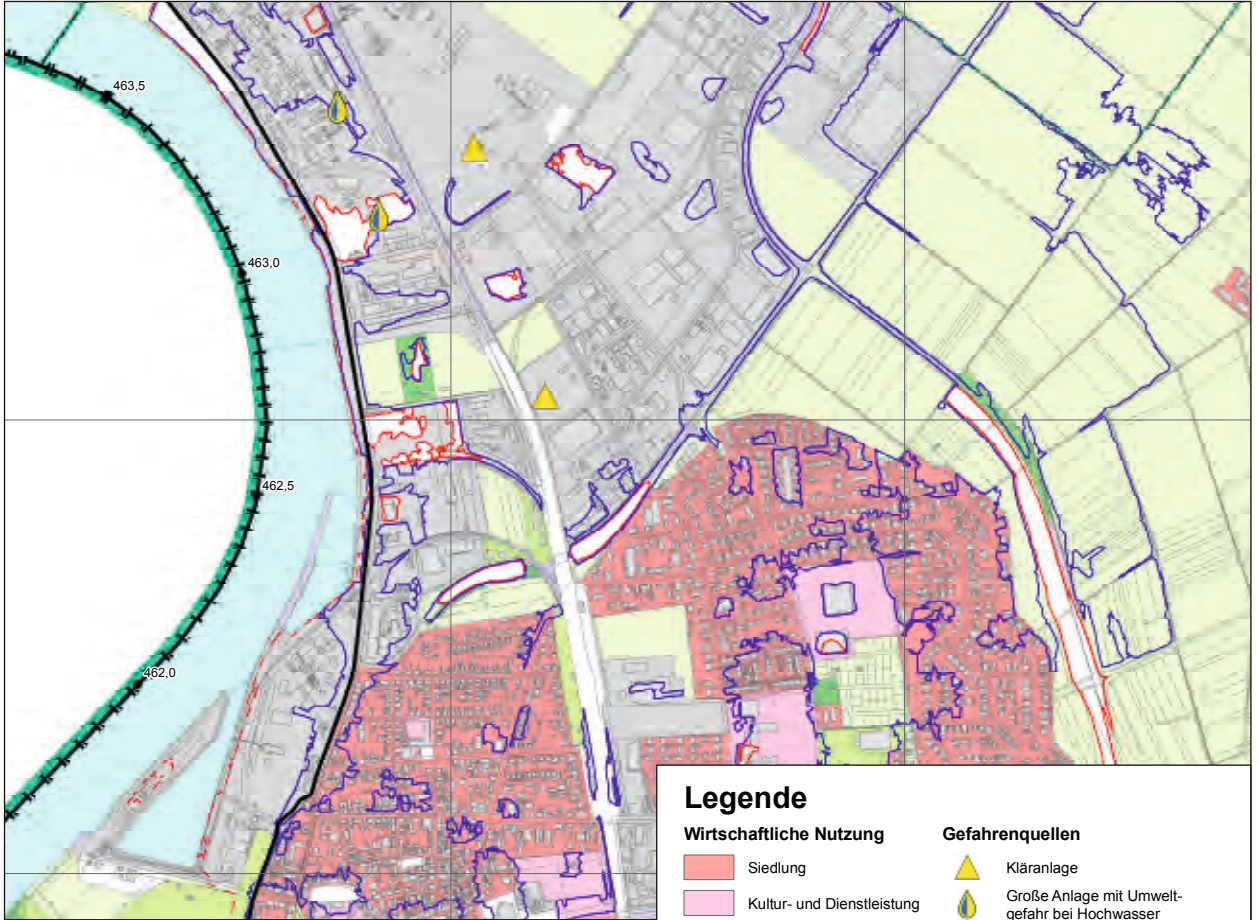 463,5
463,0
462,5
462,0
Legende
Wirtschaftliche Nutzung
Siedlung
Kultur- und Dienstleistung
Gefahrenquellen
Kläranlage
Große Anlage mit Umwelt-
gefahr bei Hochwasser